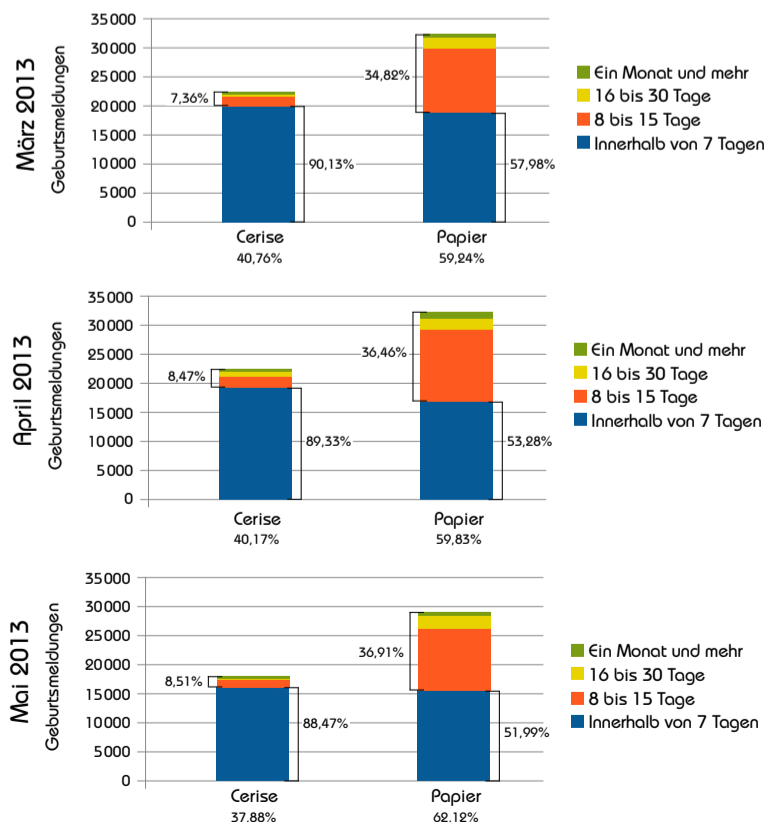 März 2013
Geburtsmeldungen
35000
30000
25000
20000
15000
10000
5000
0
7,36%
90,13%
34,82%
57,98%
Cerise
40,76%
Papier
59,24%
Ein Monat und mehr
16 bis 30 Tage
8 bis 15 Tage
Innerhalb von 7 Tagen
April 2013
Geburtsmeldungen
35000
30000
25000
20000
15000
10000
5000
0
8,47%
89,33%
36,46%
53,28%
Cerise
40,17%
Papier
59,83%
Ein Monat und mehr
16 bis 30 Tage
8 bis 15 Tage
Innerhalb von 7 Tagen
Mai 2013
Geburtsmeldungen
35000
30000
25000
20000
15000
10000
5000
0
8,51%
88,47%
36,91%
51,99%
Cerise
37,88%
Papier
62,12%
Ein Monat und mehr
16 bis 30 Tage
8 bis 15 Tage
Innerhalb von 7 Tagen